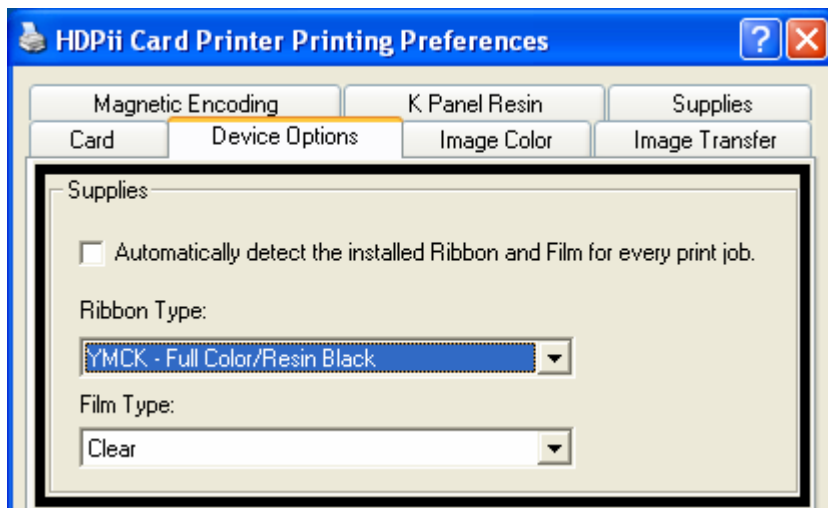 HDPii Card Printer Printing Preferences
Magnetic Encoding K Panel Resin Supplies
Card Device Options Image Color Image Transfer
Supplies
Automatically detect the installed Ribbon and Film for every print job.
Ribbon Type:
YMCK - Full Color/Resin Black
Film Type:
Clear